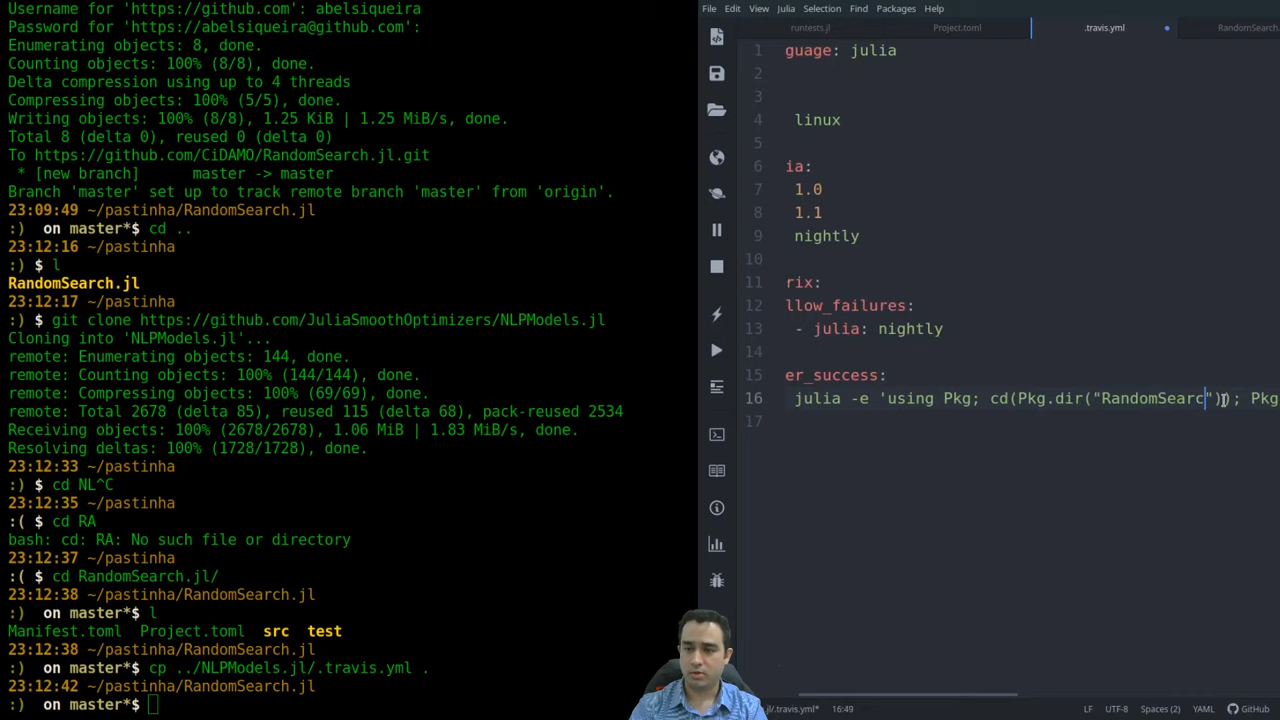 Username for 'https://github.com': abelsiqueira
Password for 'https://abelsiqueira@github.com':
Enumerating objects: 8, done.
Counting objects: 100% (8/8), done.
Delta compression using up to 4 threads
Compressing objects: 100% (5/5), done.
Writing objects: 100% (8/8), 1.25 KiB | 1.25 MiB/s, done.
Total 8 (delta 0), reused 0 (delta 0)
To https://github.com/CiDAMO/RandomSearch.jl.git
 * [new branch]      master -> master
Branch 'master' set up to track remote branch 'master' from 'origin'.
23:09:49 ~/pastinha/RandomSearch.jl
:)  on master*$ cd ..
23:12:16 ~/pastinha
:) $ l
RandomSearch.jl
23:12:17 ~/pastinha
:) $ git clone https://github.com/JuliaSmoothOptimizers/NLPModels.jl
Cloning into 'NLPModels.jl'...
remote: Enumerating objects: 144, done.
remote: Counting objects: 100% (144/144), done.
remote: Compressing objects: 100% (69/69), done.
remote: Total 2678 (delta 85), reused 115 (delta 68), pack-reused 2534
Receiving objects: 100% (2678/2678), 1.06 MiB | 1.83 MiB/s, done.
Resolving deltas: 100% (1728/1728), done.
23:12:33 ~/pastinha
:) $ cd NL^C
23:12:35 ~/pastinha
:( $ cd RA
bash: cd: RA: No such file or directory
23:12:37 ~/pastinha
:( $ cd RandomSearch.jl/
23:12:38 ~/pastinha/RandomSearch.jl
:)  on master*$ l
Manifest.toml  Project.toml  src  test
23:12:38 ~/pastinha/RandomSearch.jl
:)  on master*$ cp ../NLPModels.jl/.travis.yml .
23:12:42 ~/pastinha/RandomSearch.jl
:)  on master*$
File Edit View Julia Selection Find Packages Help
runtests.jl Project.toml .travis.yml RandomSearch.
1 guage: julia
2
3
4 linux
5
6 ia:
7 1.0
8 1.1
9 nightly
10
11 rix:
12 llow_failures:
13 - julia: nightly
14
15 er_success:
16 julia -e 'using Pkg; cd(Pkg.dir("RandomSearc")); Pkg
17
.jl/.travis.yml* 16:49 LF UTF-8 Spaces (2) YAML GitHub